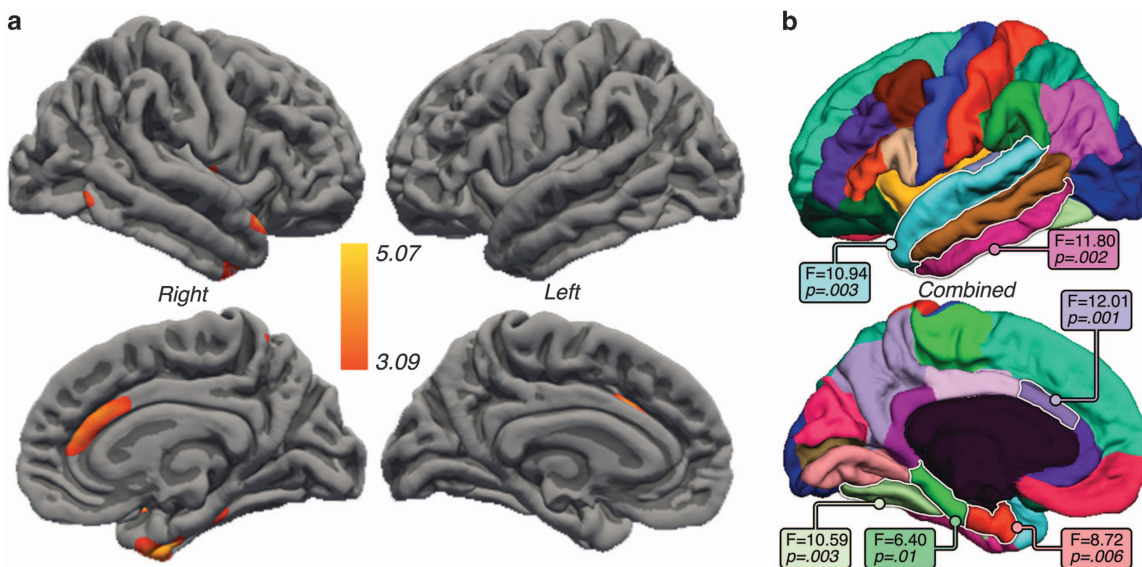 a
b
5.07
3.09
Right
Left
Combined
F=10.94
p=.003
F=11.80
p=.002
F=12.01
p=.001
F=10.59
p=.003
F=6.40
p=.01
F=8.72
p=.006